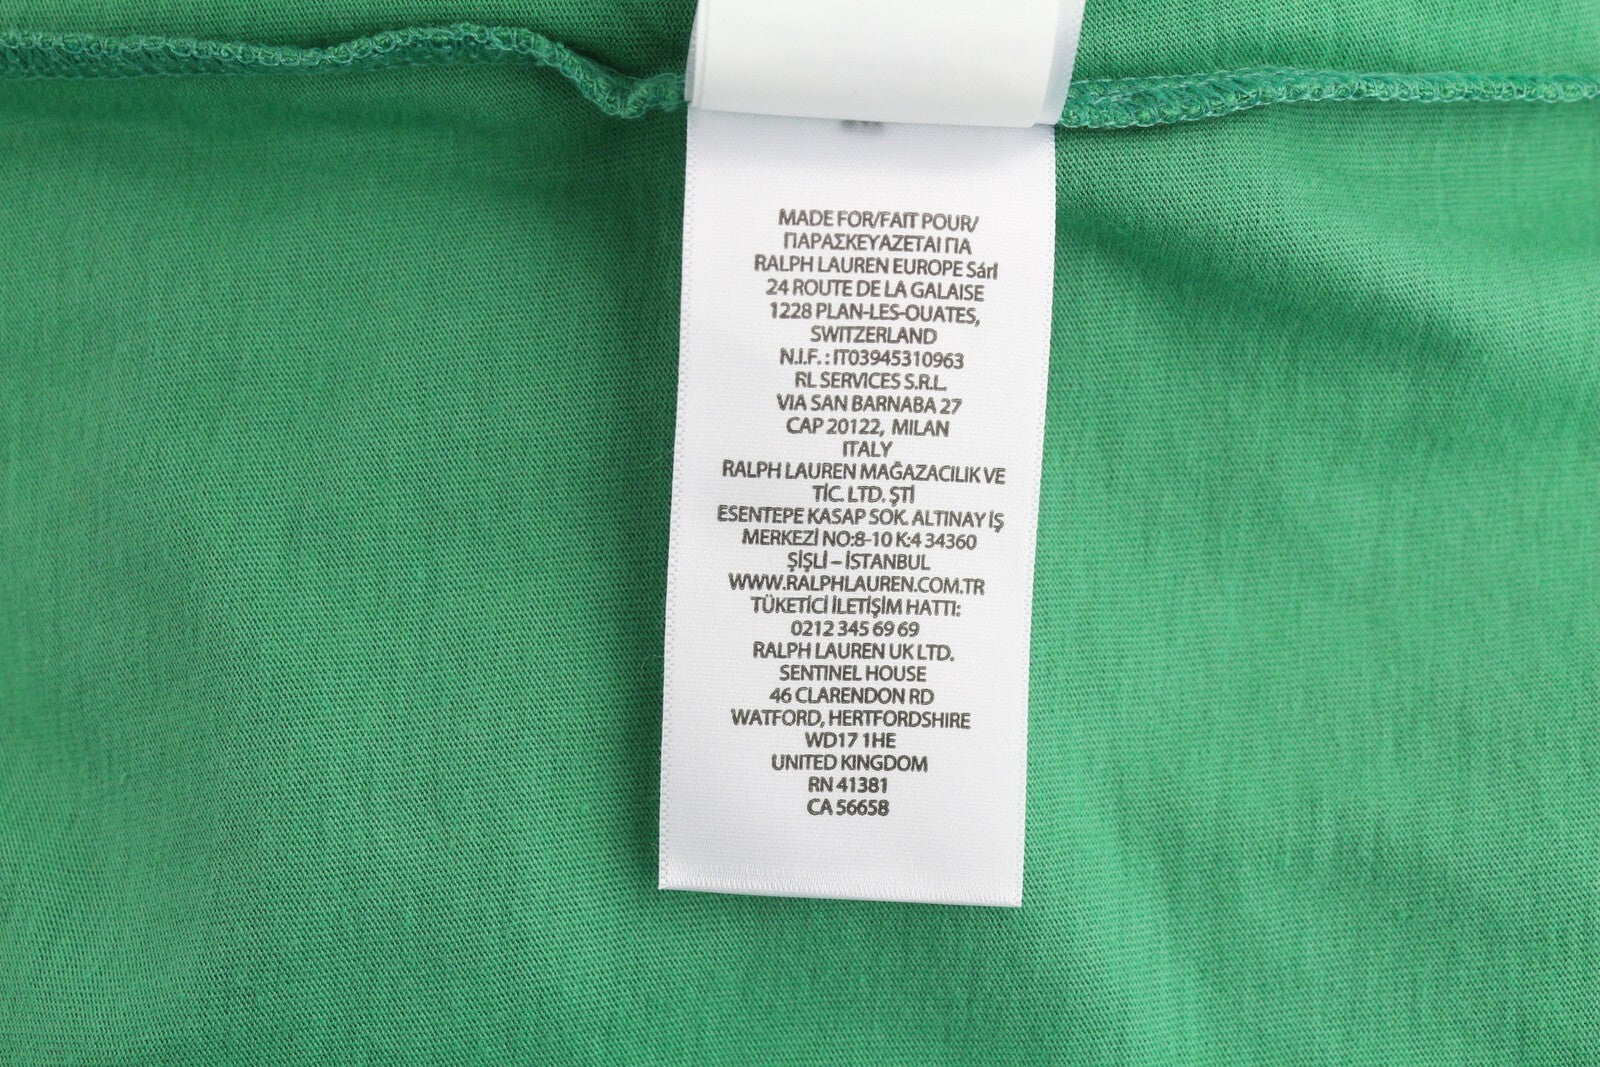 MADE FOR/FAIT POUR/
ΠΑΡΑΣΚΕΥΑΖΕΤΑΙ ΓΙΑ
RALPH LAUREN EUROPE Sárl
24 ROUTE DE LA GALAISE
1228 PLAN-LES-OUATES,
SWITZERLAND
N.I.F. : IT03945310963
RL SERVICES S.R.L.
VIA SAN BARNABA 27
CAP 20122, MILAN
ITALY
RALPH LAUREN MAĞAZACILIK VE
TİC. LTD. ŞTİ
ESENTEPE KASAP SOK. ALTINAY İŞ
MERKEZİ NO:8-10 K:4 34360
ŞİŞLİ – İSTANBUL
WWW.RALPHLAUREN.COM.TR
TÜKETİCİ İLETİŞİM HATTI:
0212 345 69 69
RALPH LAUREN UK LTD.
SENTINEL HOUSE
46 CLARENDON RD
WATFORD, HERTFORDSHIRE
WD17 1HE
UNITED KINGDOM
RN 41381
CA 56658